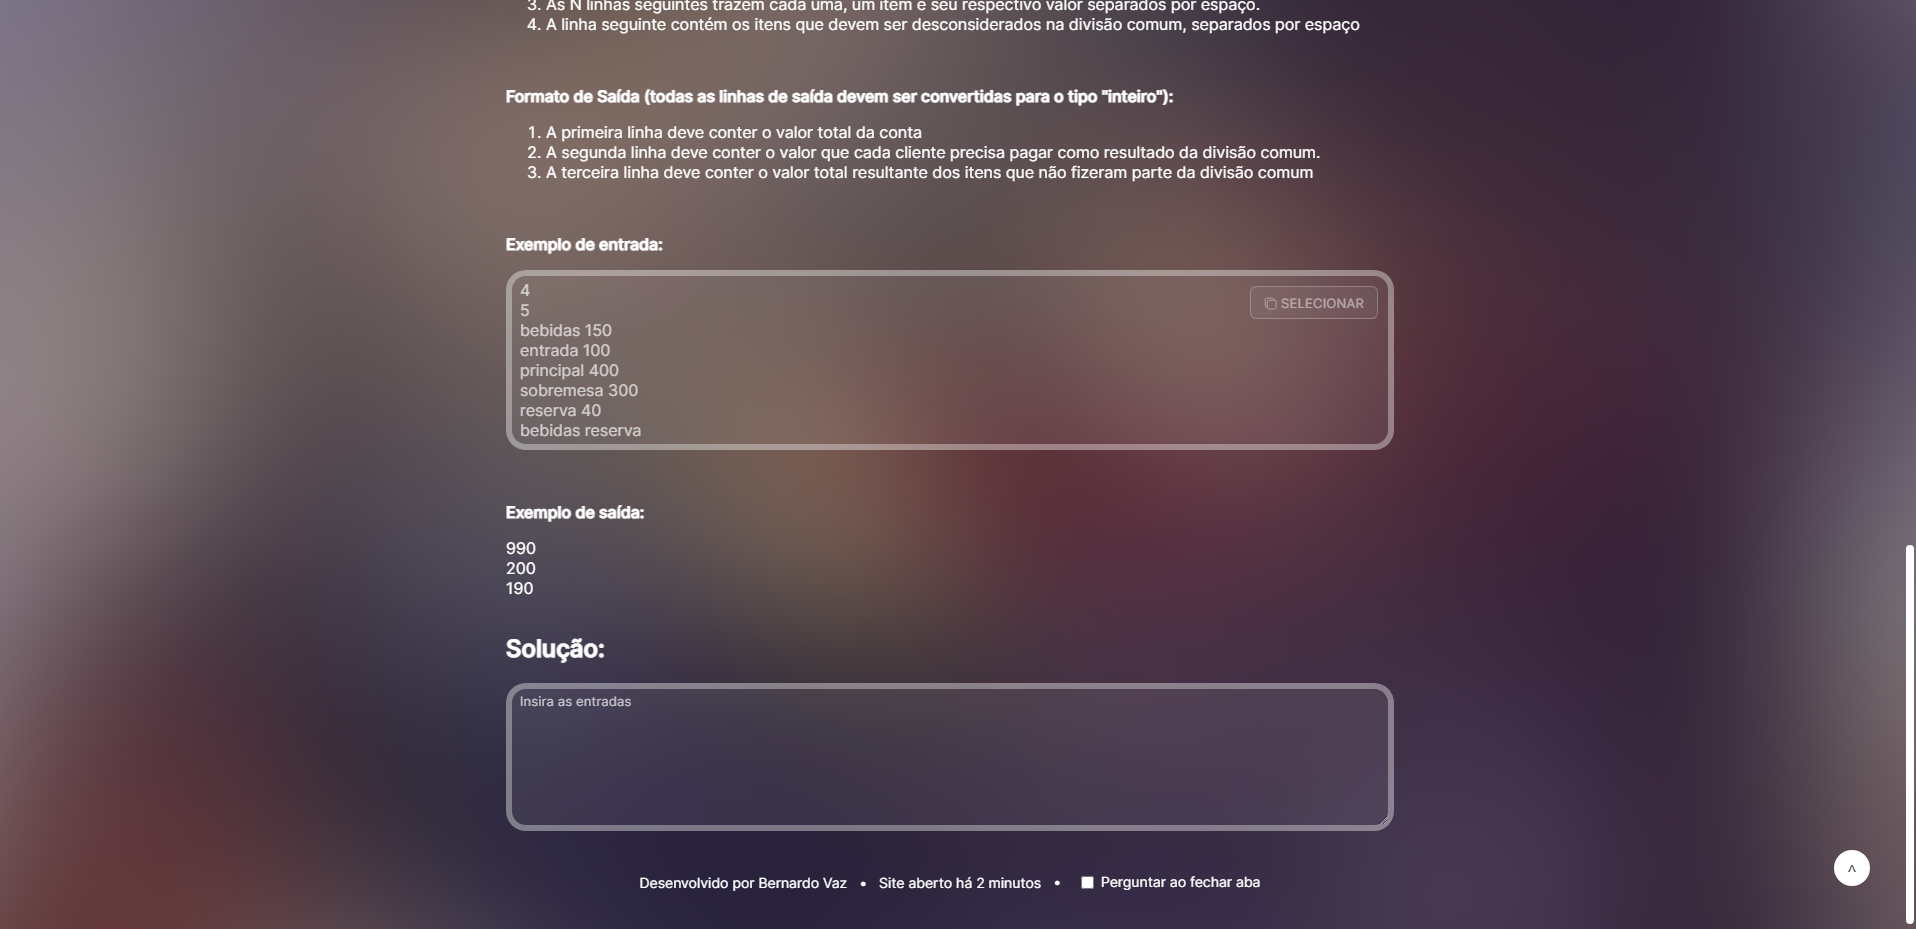 3. As N linhas seguintes trazem cada uma, um item e seu respectivo valor separados por espaço.
4. A linha seguinte contém os itens que devem ser desconsiderados na divisão comum, separados por espaço
Formato de Saída (todas as linhas de saída devem ser convertidas para o tipo "inteiro"):
1. A primeira linha deve conter o valor total da conta
2. A segunda linha deve conter o valor que cada cliente precisa pagar como resultado da divisão comum.
3. A terceira linha deve conter o valor total resultante dos itens que não fizeram parte da divisão comum
Exemplo de entrada:
4
SELECIONAR
5
bebidas 150
entrada 100
principal 400
sobremesa 300
reserva 40
bebidas reserva
Exemplo de saída:
990
200
190
Solução:
Insira as entradas
Desenvolvido por Bernardo Vaz • Site aberto há 2 minutos • Perguntar ao fechar aba
^